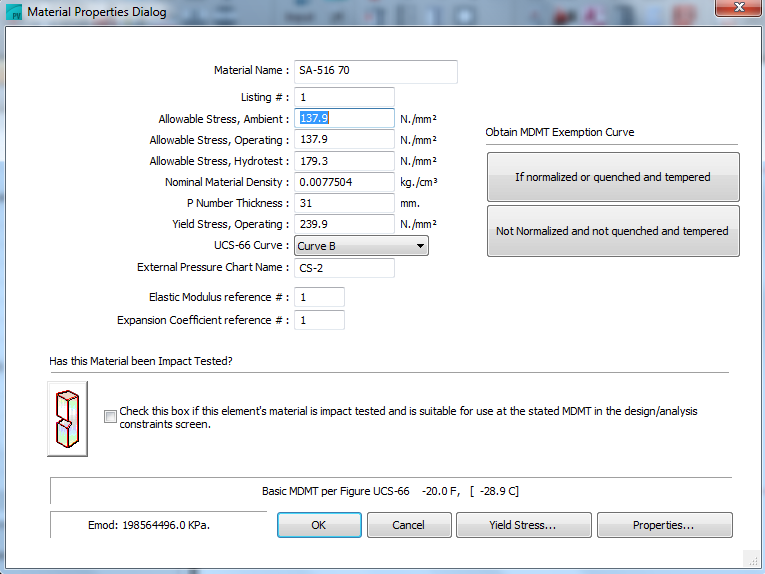 Material Properties Dialog
Material Name : SA-516 70
Listing # : 1
Allowable Stress, Ambient : 137.9 N./mm²
Allowable Stress, Operating : 137.9 N./mm²
Allowable Stress, Hydrotest : 179.3 N./mm²
Nominal Material Density : 0.0077504 kg./cm³
P Number Thickness : 31 mm.
Yield Stress, Operating : 239.9 N./mm²
UCS-66 Curve : Curve B
External Pressure Chart Name : CS-2
Elastic Modulus reference # : 1
Expansion Coefficient reference # : 1
Obtain MDMT Exemption Curve
If normalized or quenched and tempered
Not Normalized and not quenched and tempered
Has this Material been Impact Tested?
Check this box if this element's material is impact tested and is suitable for use at the stated MDMT in the design/analysis
constraints screen.
Basic MDMT per Figure UCS-66 -20.0 F, [ -28.9 C]
Emod: 198564496.0 KPa.
OK
Cancel
Yield Stress...
Properties...